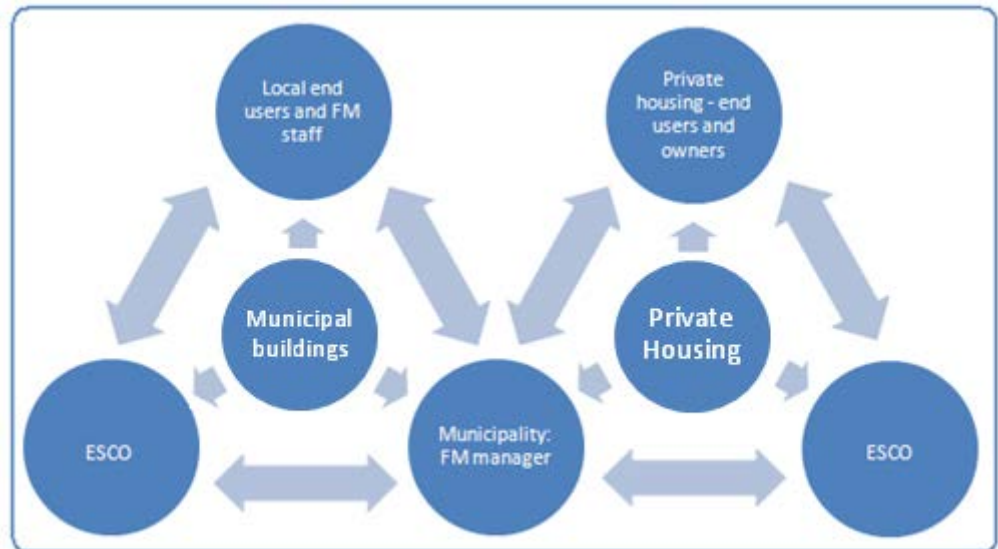 Local end
users and FM
staff
Private
housing - end
users and
owners
Municipal
buildings
Private
Housing
ESCO
Municipality:
FM manager
ESCO